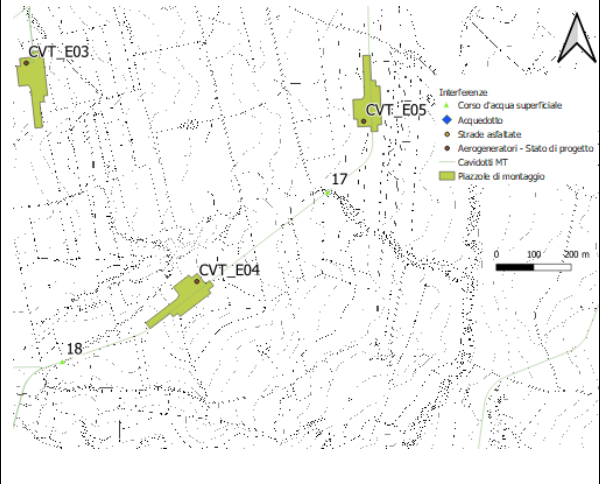 CVT_E03
CVT_E05
Interferenze
Corso d'acqua superficiale
Acquedotto
Strade asfaltate
Aerogeneratori - Stato di progetto
Cavidotti MT
Piazzole di montaggio
17
0 100 200 m
CVT_E04
18